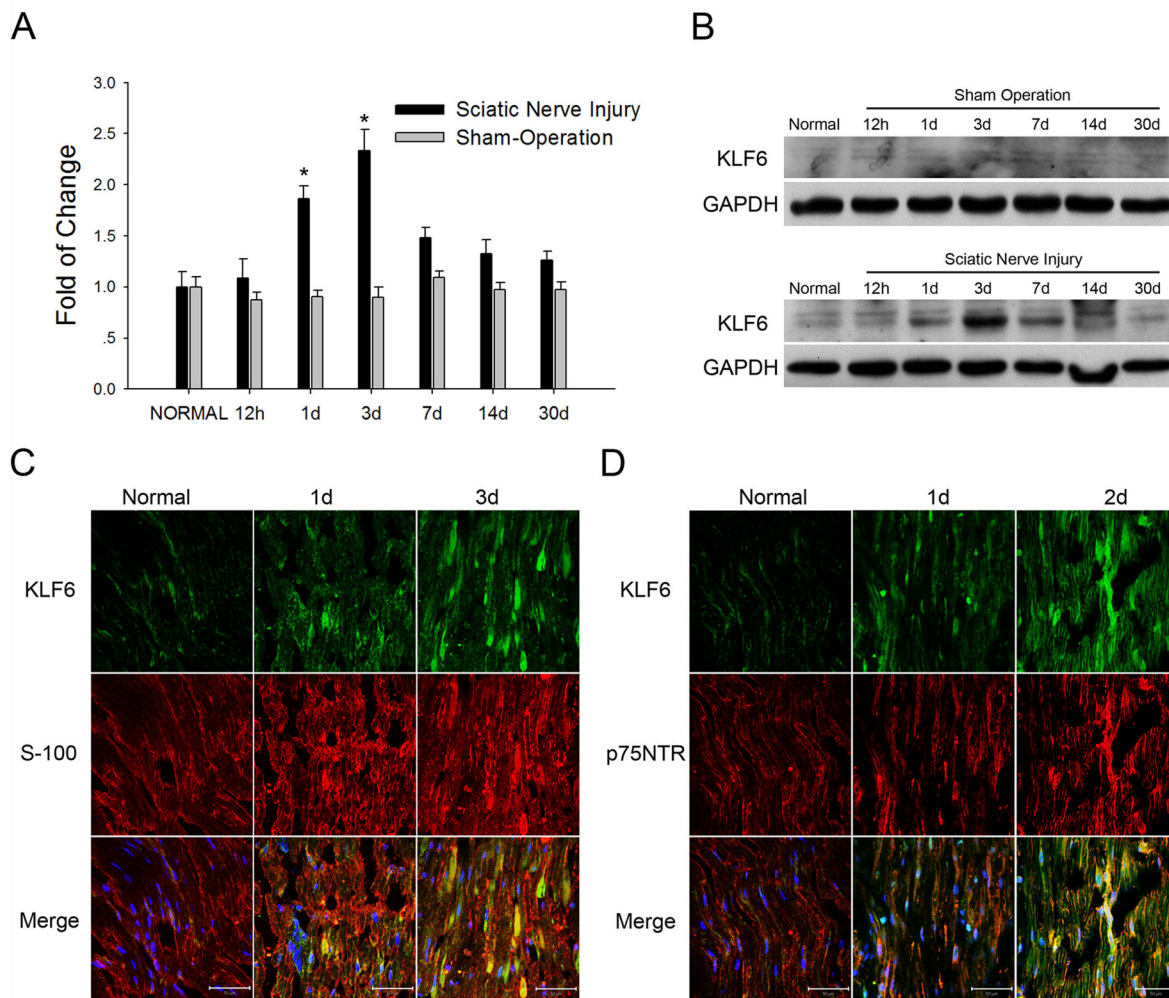 A
Fold of Change
3.0
2.5
2.0
1.5
1.0
.5
0.0
NORMAL 12h 1d 3d 7d 14d 30d
Sciatic Nerve Injury
Sham-Operation
*
*
B
Sham Operation
Normal 12h 1d 3d 7d 14d 30d
KLF6
GAPDH
Sciatic Nerve Injury
Normal 12h 1d 3d 7d 14d 30d
KLF6
GAPDH
C
Normal 1d 3d
KLF6
S-100
Merge
D
Normal 1d 2d
KLF6
p75NTR
Merge